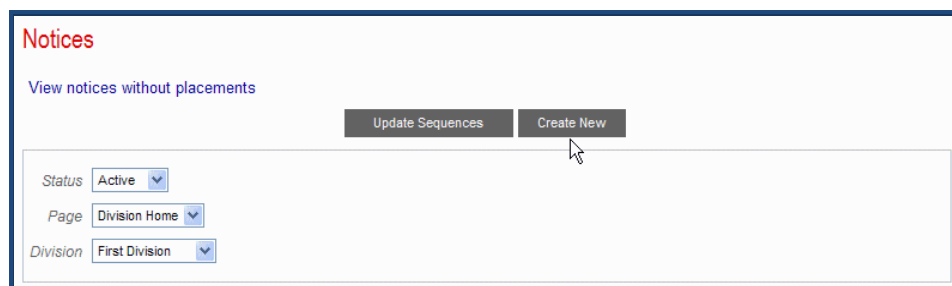 Notices
View notices without placements
Update Sequences Create New
Status Active
Page Division Home
Division First Division